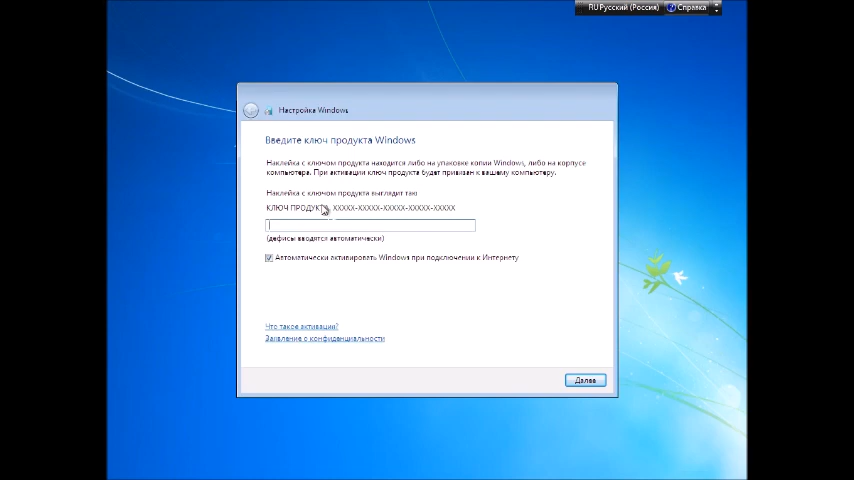 RU Русский (Россия) Справка
Настройка Windows
Введите ключ продукта Windows
Наклейка с ключом продукта находится либо на упаковке копии Windows, либо на корпусе
компьютера. При активации ключ продукта будет привязан к вашему компьютеру.
Наклейка с ключом продукта выглядит так:
КЛЮЧ ПРОДУКТА: XXXXX-XXXXX-XXXXX-XXXXX-XXXXX
(дефисы вводятся автоматически)
Автоматически активировать Windows при подключении к Интернету
Что такое активация?
Заявление о конфиденциальности
Далее